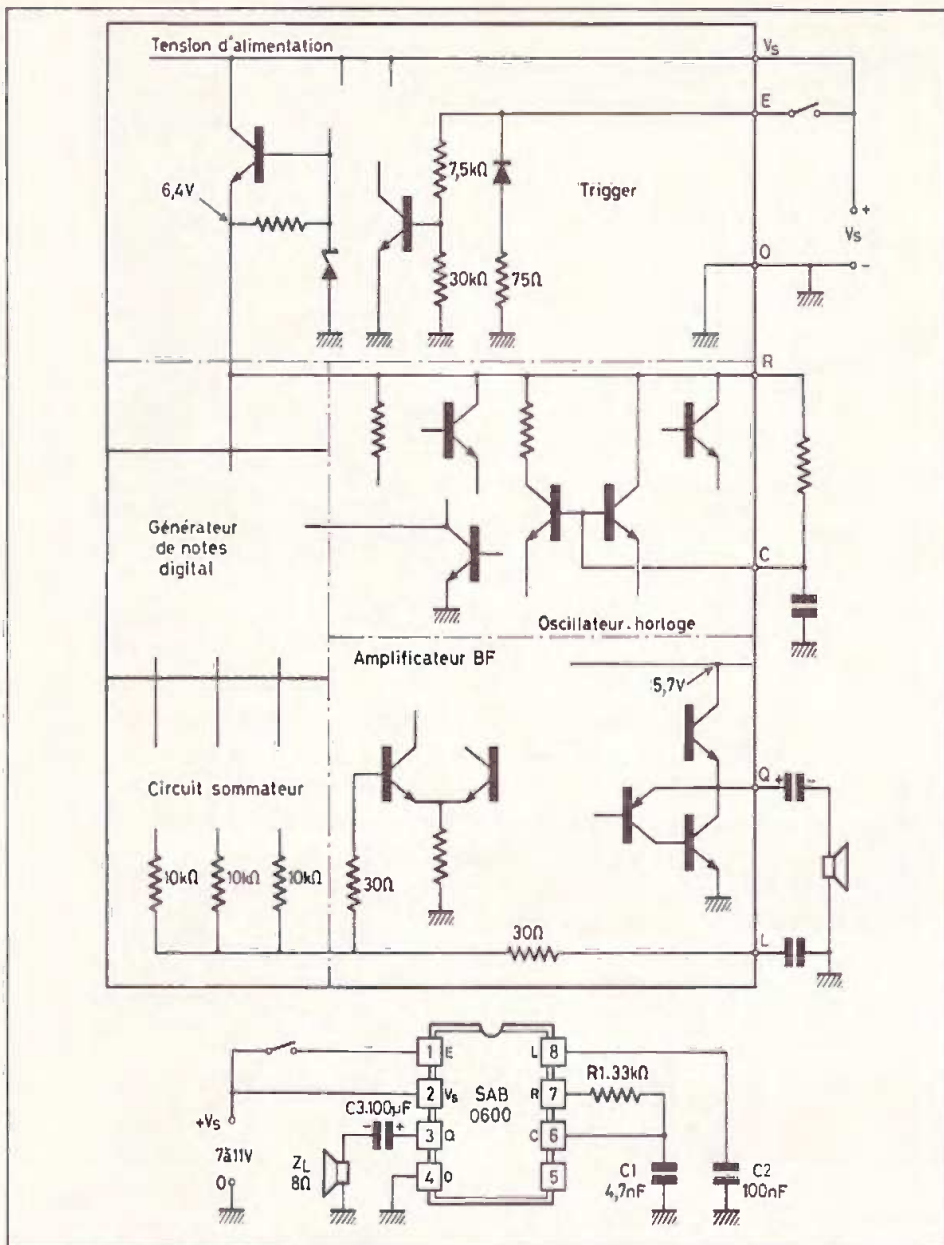 Tension d'alimentation
Vs
E
7,5kΩ
6,4V
Trigger
+
Vs
O
-
30kΩ
75Ω
R
Générateur
de notes
digital
C
Oscillateur-horloge
Amplificateur BF
5,7V
Circuit sommateur
Q
+ -
10kΩ 10kΩ 10kΩ
30Ω
30Ω
L
1 E
L 8
R1.33kΩ
2 Vs
SAB
0600
R 7
C3.100µF
- +
+Vs
3 Q
C 6
7 à 11V
ZL
8Ω
4 O
5
C1
4,7nF
C2
100nF
O